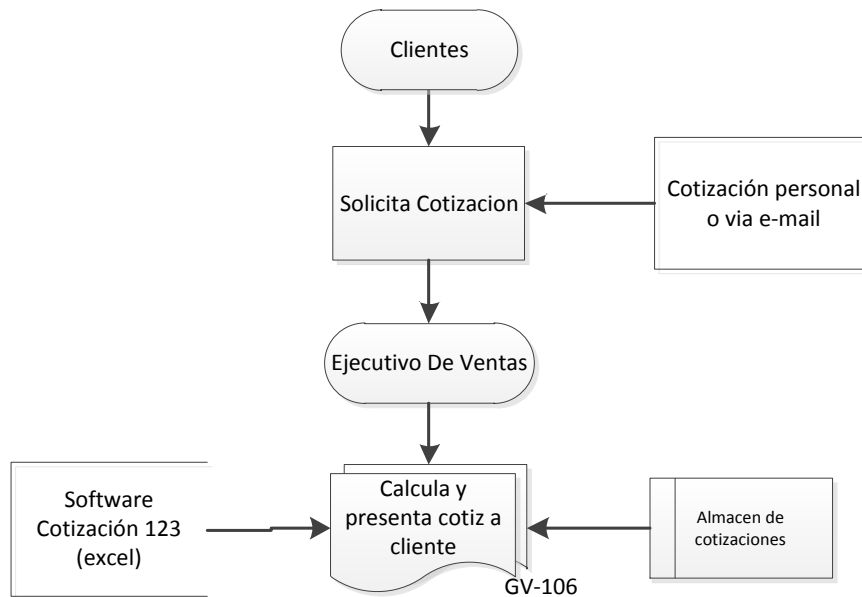 Clientes
Solicita Cotizacion
Cotización personal
o via e-mail
Ejecutivo De Ventas
Software
Cotización 123
(excel)
Calcula y
presenta cotiz a
cliente
GV-106
Almacen de
cotizaciones